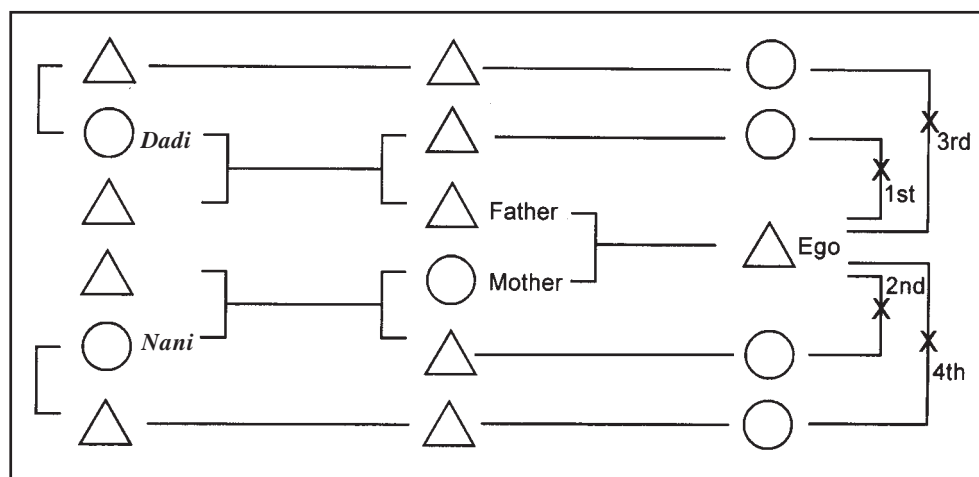 Dadi
3rd
1st
Father
Ego
Mother
2nd
Nani
4th